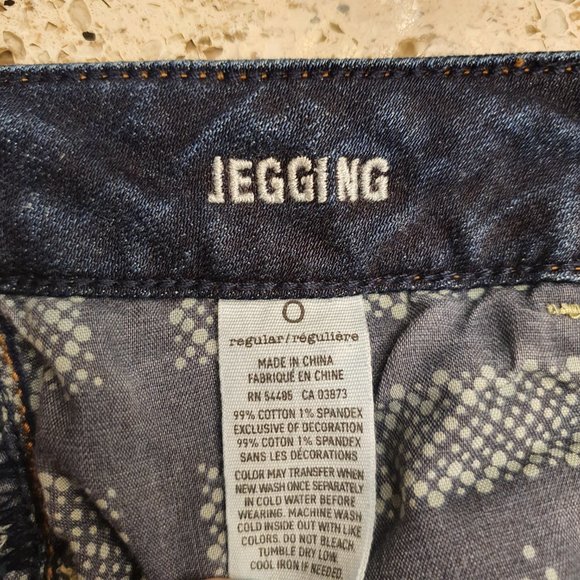 JEGGING
0
regular/régulière
MADE IN CHINA
FABRIQUÉ EN CHINE
RN 54485 CA 03873
99% COTTON 1% SPANDEX
EXCLUSIVE OF DECORATION
99% COTON 1% SPANDEX
SANS LES DÉCORATIONS
COLOR MAY TRANSFER WHEN
NEW. WASH ONCE SEPARATELY
IN COLD WATER BEFORE
WEARING. MACHINE WASH
COLD INSIDE OUT WITH LIKE
COLORS. DO NOT BLEACH.
TUMBLE DRY LOW.
COOL IRON IF NEEDED